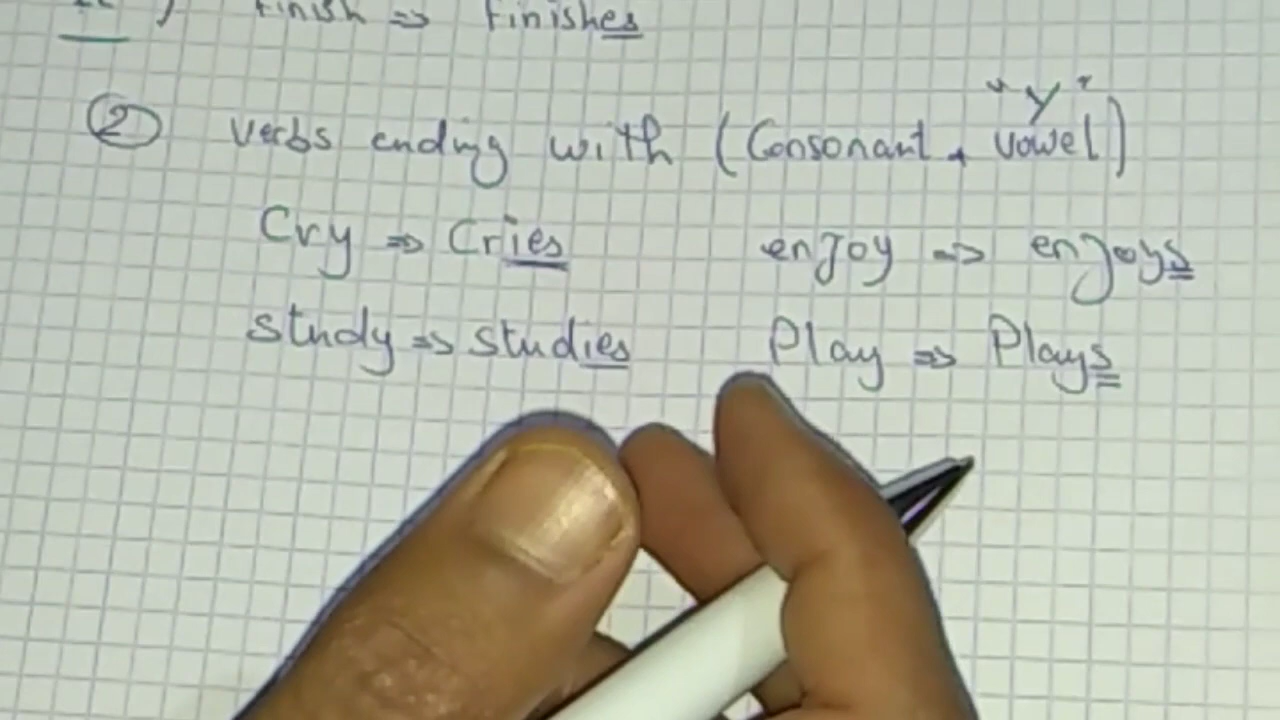 finish => finishes
② verbs ending with (Consonant + vowel) "y"
Cry => Cries enjoy => enjoys
study => studies Play => Plays